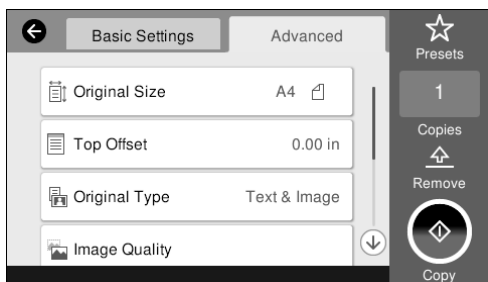 Basic Settings
Advanced
Presets
Original Size A4
1
Copies
Top Offset 0.00 in
Remove
Original Type Text & Image
Image Quality
Copy